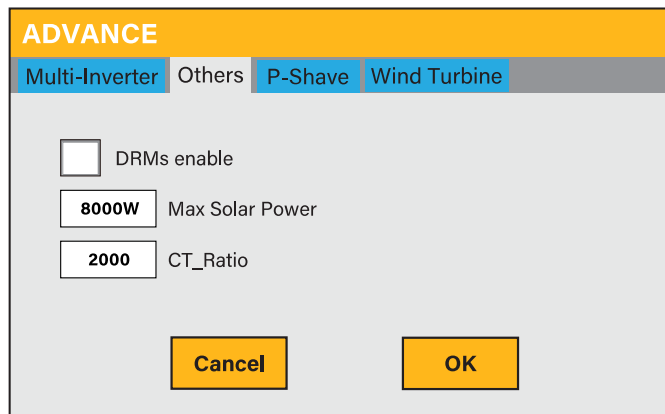 ADVANCE
Multi-Inverter Others P-Shave Wind Turbine
DRMs enable
8000W Max Solar Power
2000 CT_Ratio
Cancel OK